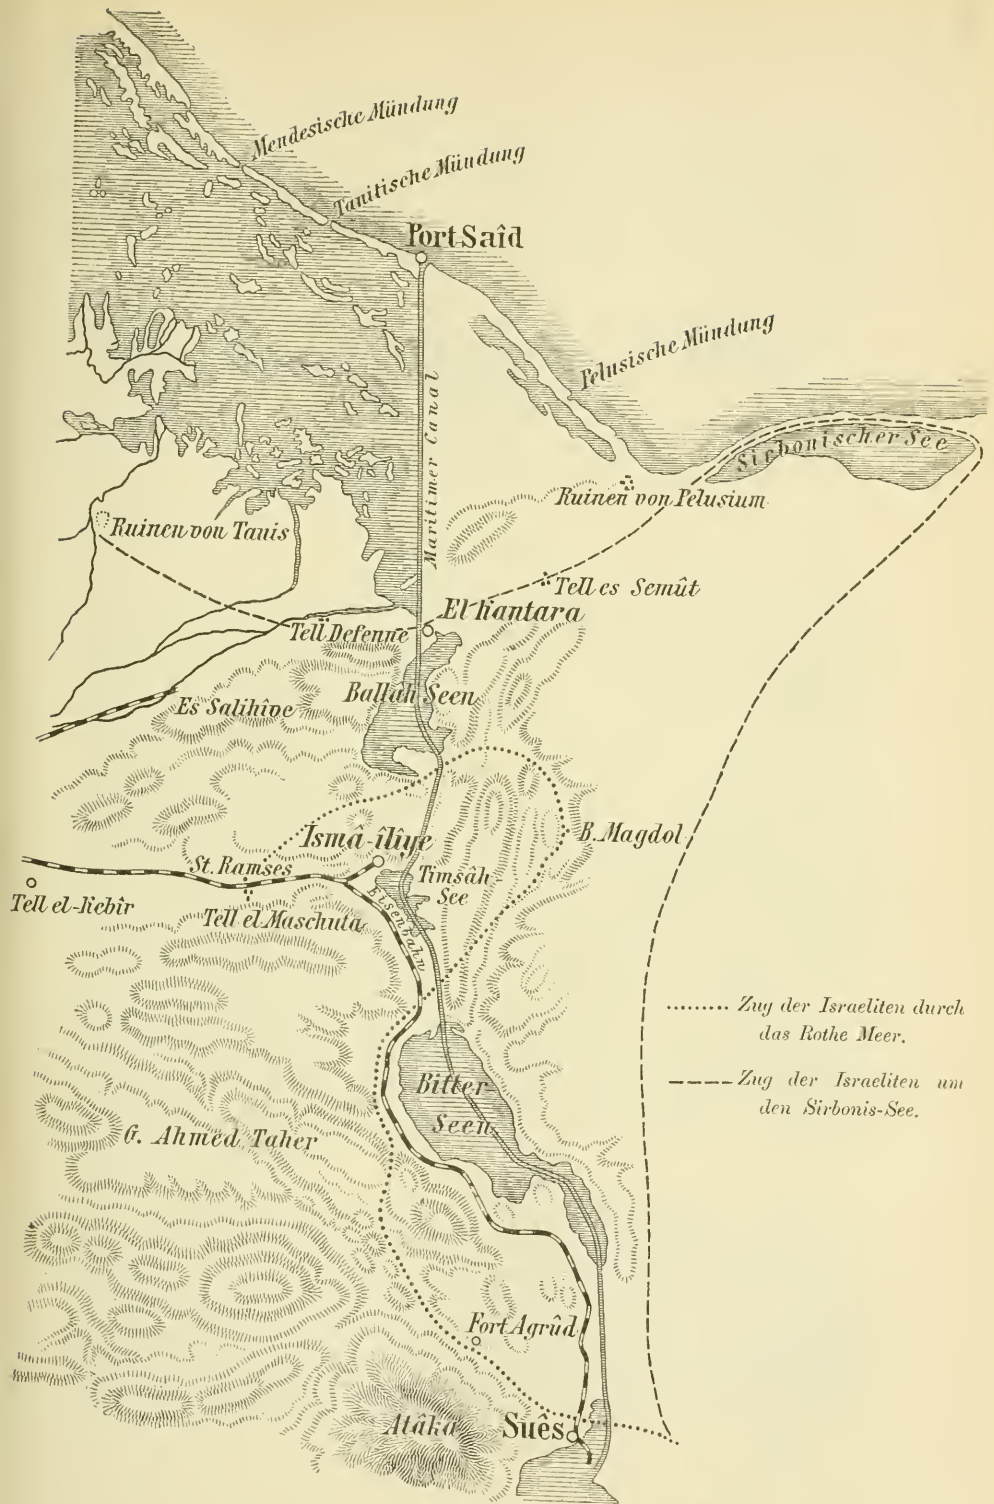 Mendesische Mündung
Tanitische Mündung
Port Saîd
Pelusische Mündung
Maritimer Canal
Sirbonischer See
Ruinen von Pelusium
Ruinen von Tanis
Tell es Semût
El Kantara
Tell Defenne
Ballah Seen
Es Salihîye
B. Magdol
Ismâ-îlîye
St. Ramses
Timsâh-
See
Tell el-Kebîr
Tell el Maschuta
Eisenbahn
Zug der Israeliten durch
das Rothe Meer.
Bitter-
Seen
Zug der Israeliten um
den Sirbonis-See.
G. Ahmed Taher
Fort Agrûd
Atâka
Suês